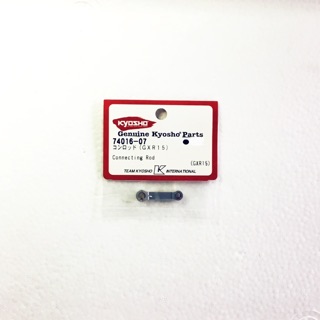 KYOSHO
Genuine Kyosho Parts
74016-07
コンロッド(GXR15)
Connecting Rod
(GXR15)
TEAM KYOSHO K INTERNATIONAL